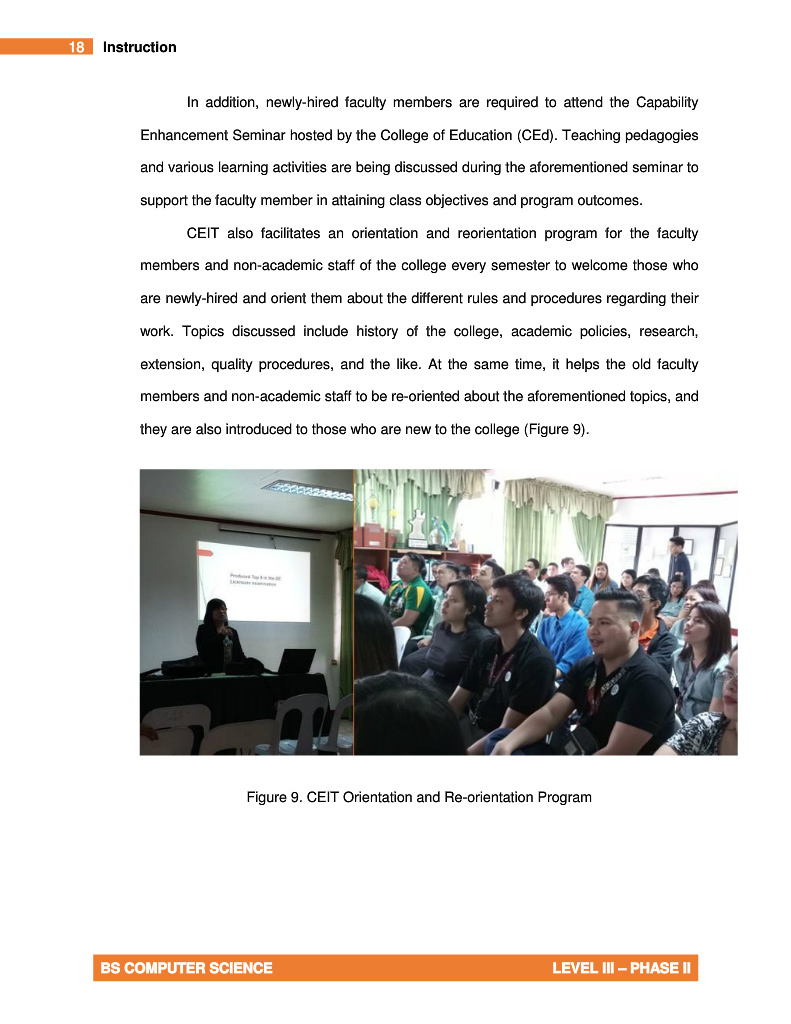 18 Instruction
In addition, newly-hired faculty members are required to attend the Capability
Enhancement Seminar hosted by the College of Education (CEd). Teaching pedagogies
and various learning activities are being discussed during the aforementioned seminar to
support the faculty member in attaining class objectives and program outcomes.
CEIT also facilitates an orientation and reorientation program for the faculty
members and non-academic staff of the college every semester to welcome those who
are newly-hired and orient them about the different rules and procedures regarding their
work. Topics discussed include history of the college, academic policies, research,
extension, quality procedures, and the like. At the same time, it helps the old faculty
members and non-academic staff to be re-oriented about the aforementioned topics, and
they are also introduced to those who are new to the college (Figure 9).
Produced Top 9 in the
Licensure examination
Figure 9. CEIT Orientation and Re-orientation Program
BS COMPUTER SCIENCE LEVEL III – PHASE II